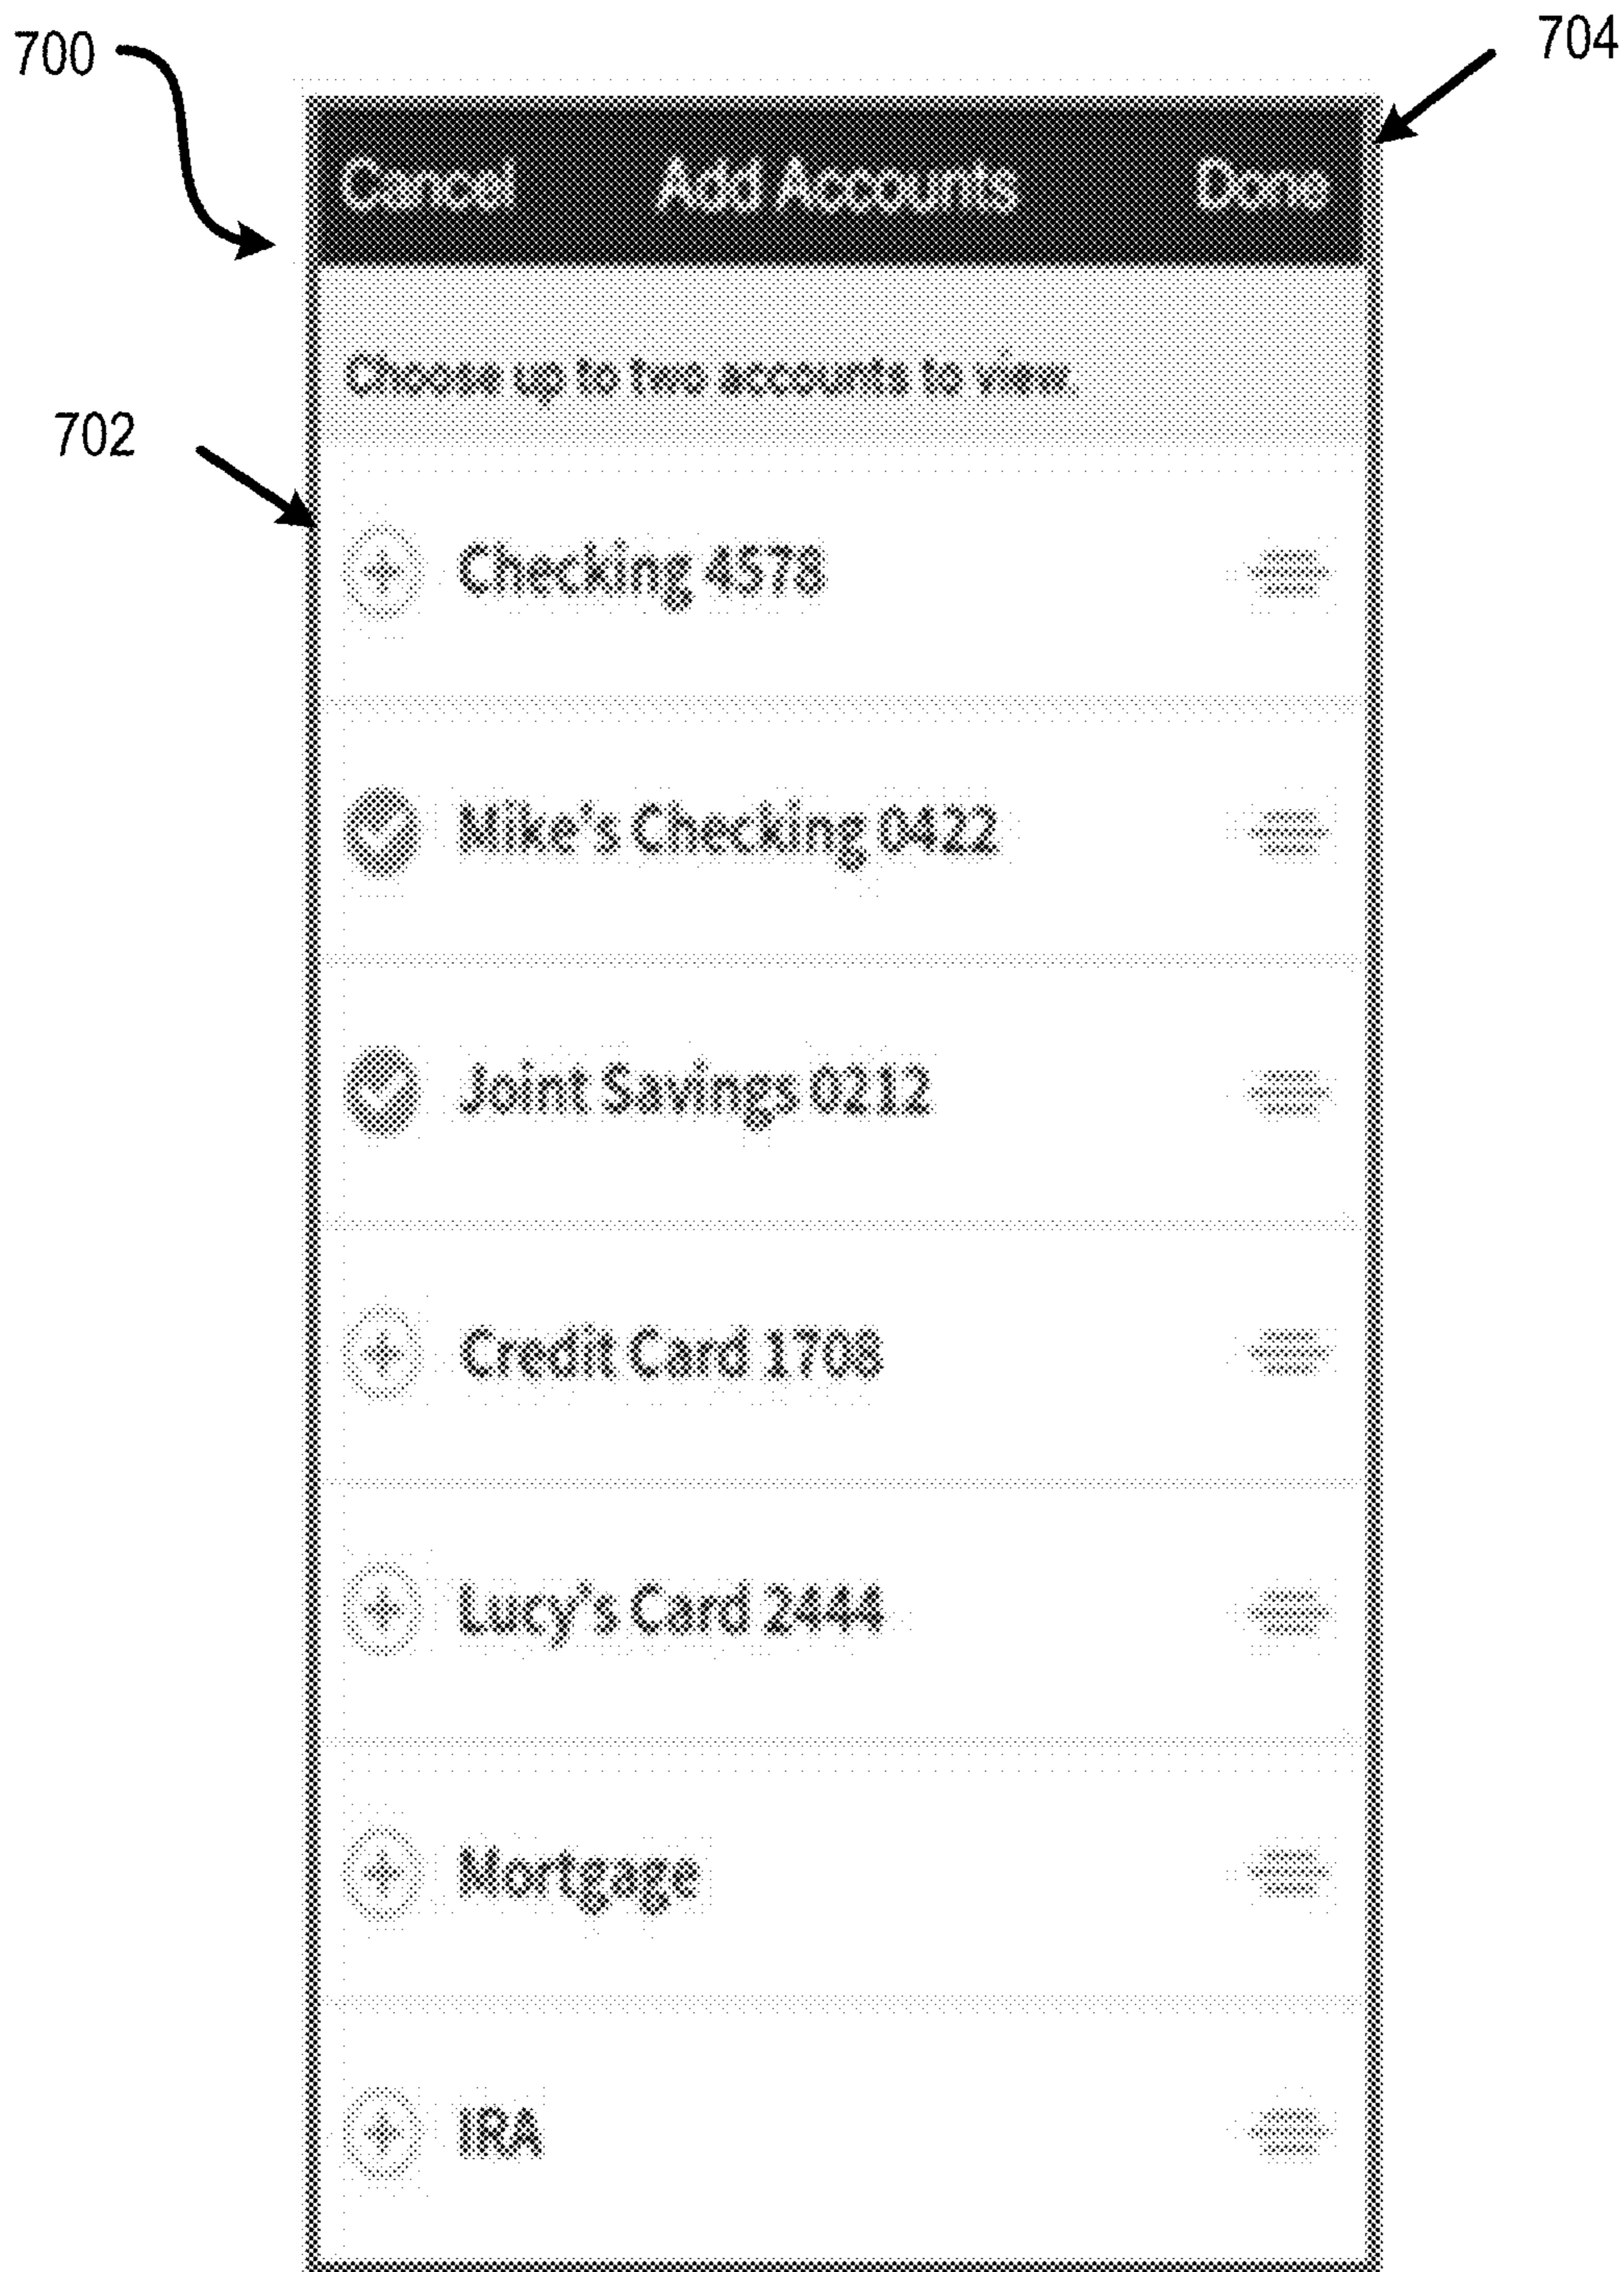 700
704
Cancel Add Accounts Done
Choose up to two accounts to view.
702
Checking 4578
Mike's Checking 0422
Joint Savings 0212
Credit Card 1708
Lucy's Card 2444
Mortgage
IRA